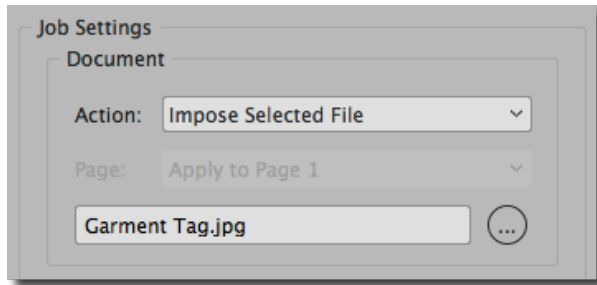 Job Settings
Document
Action: Impose Selected File
Page: Apply to Page 1
Garment Tag.jpg ...